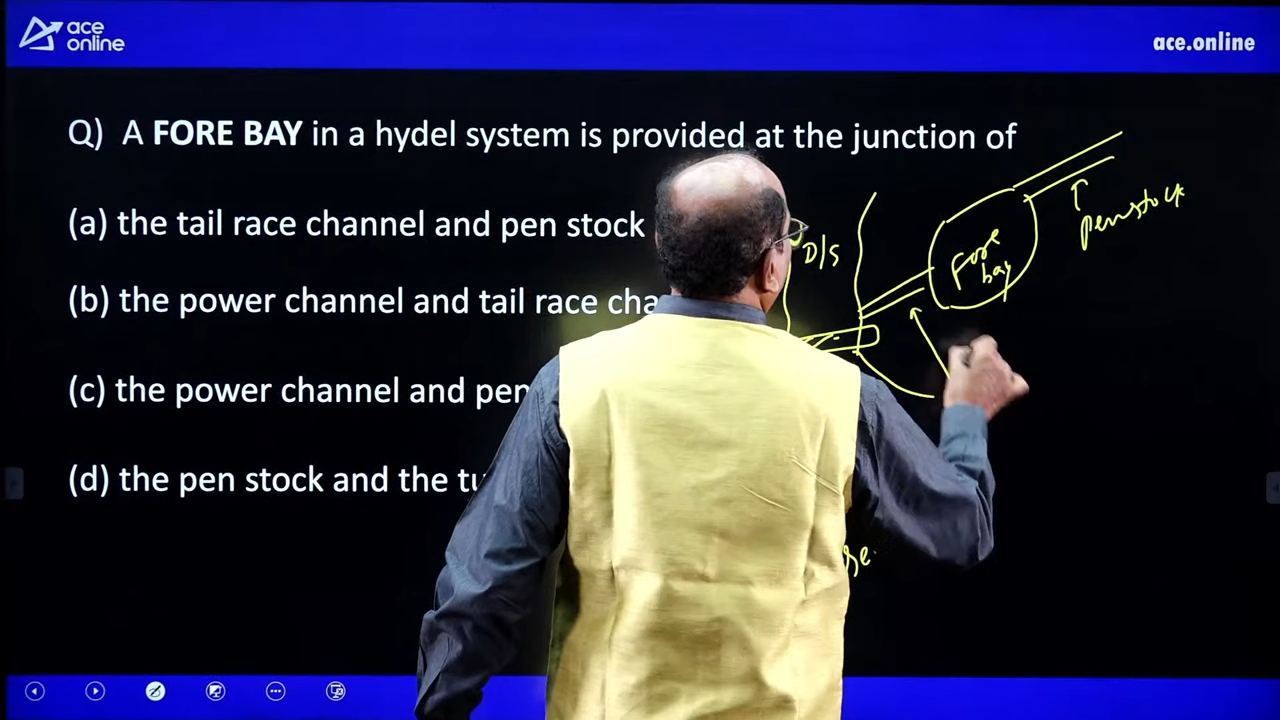 ace
online
ace.online
Q) A FORE BAY in a hydel system is provided at the junction of
(a) the tail race channel and pen stock
D/S
Fore
bay
penstock
(b) the power channel and tail race cha
(c) the power channel and pen
(d) the pen stock and the tu